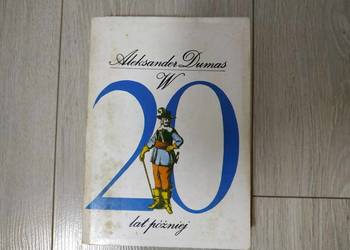 Aleksander Dumas
W
20
lat później